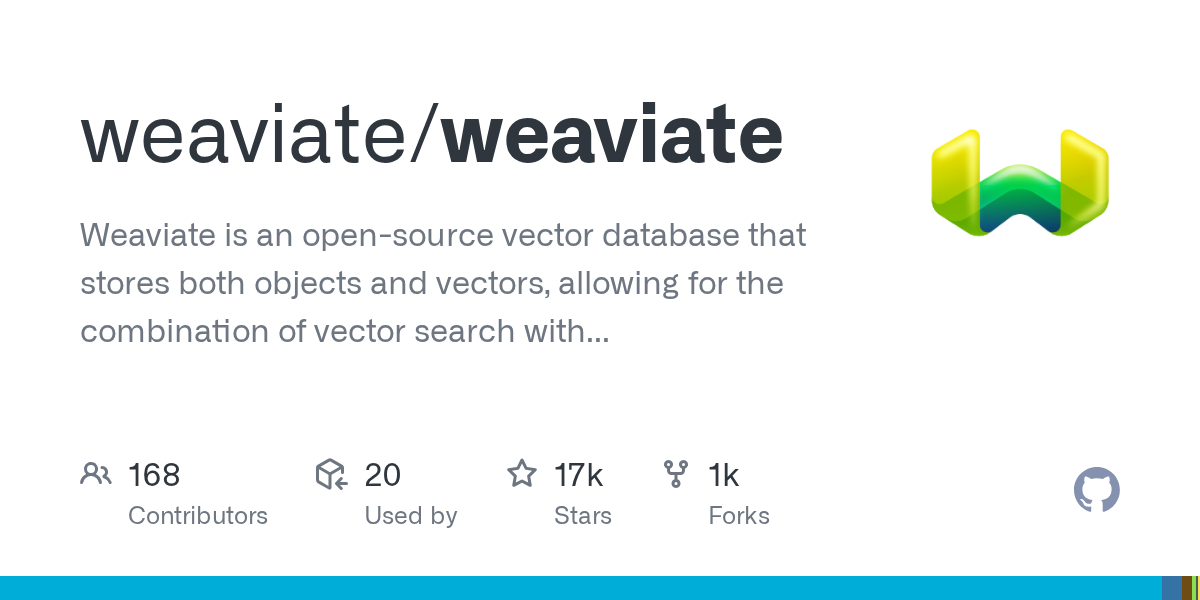 weaviate/weaviate
Weaviate is an open-source vector database that
stores both objects and vectors, allowing for the
combination of vector search with...
168 20 17k 1k
Contributors Used by Stars Forks